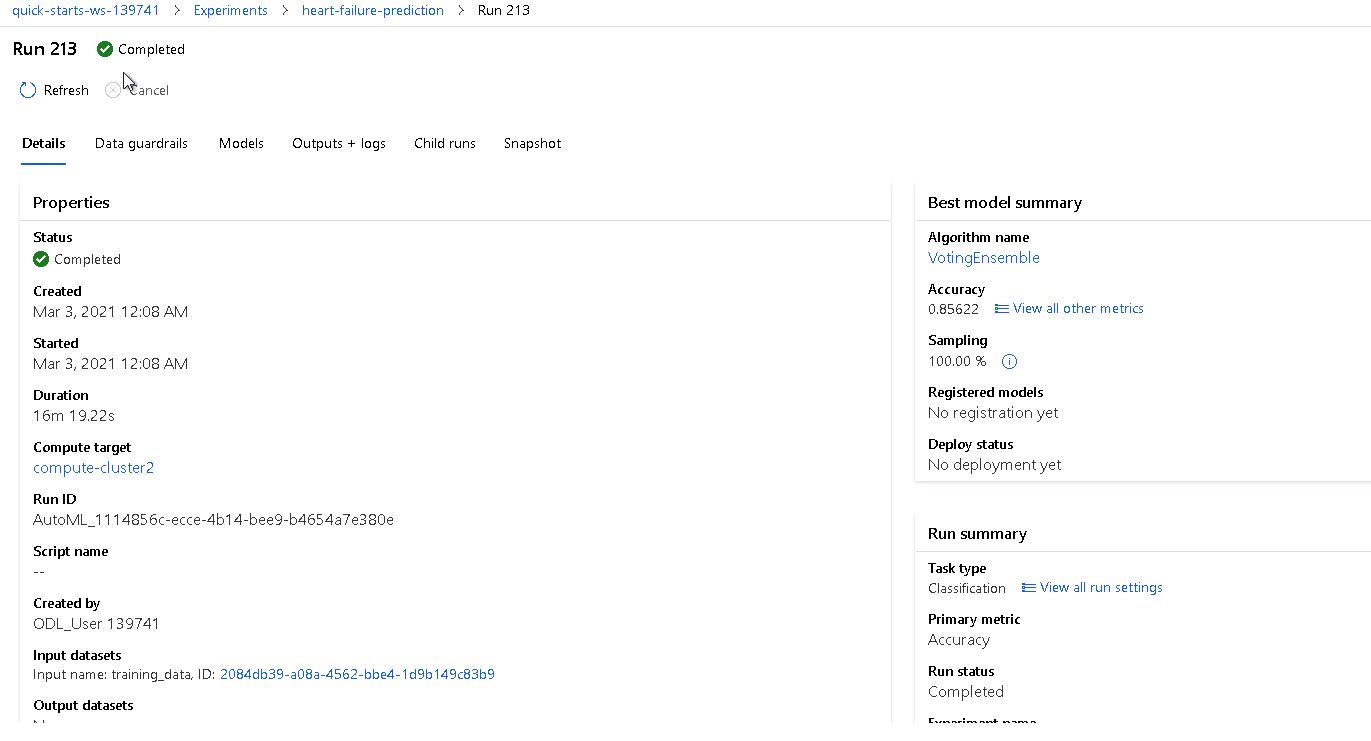 quick-starts-ws-139741 > Experiments > heart-failure-prediction > Run 213
Run 213 Completed
Refresh Cancel
Details Data guardrails Models Outputs + logs Child runs Snapshot
Properties
Status
Completed
Created
Mar 3, 2021 12:08 AM
Started
Mar 3, 2021 12:08 AM
Duration
16m 19.22s
Compute target
compute-cluster2
Run ID
AutoML_1114856c-ecce-4b14-bee9-b4654a7e380e
Script name
--
Created by
ODL_User 139741
Input datasets
Input name: training_data, ID: 2084db39-a08a-4562-bbe4-1d9b149c83b9
Output datasets
Best model summary
Algorithm name
VotingEnsemble
Accuracy
0.85622 View all other metrics
Sampling
100.00 %
Registered models
No registration yet
Deploy status
No deployment yet
Run summary
Task type
Classification View all run settings
Primary metric
Accuracy
Run status
Completed
Experiment name